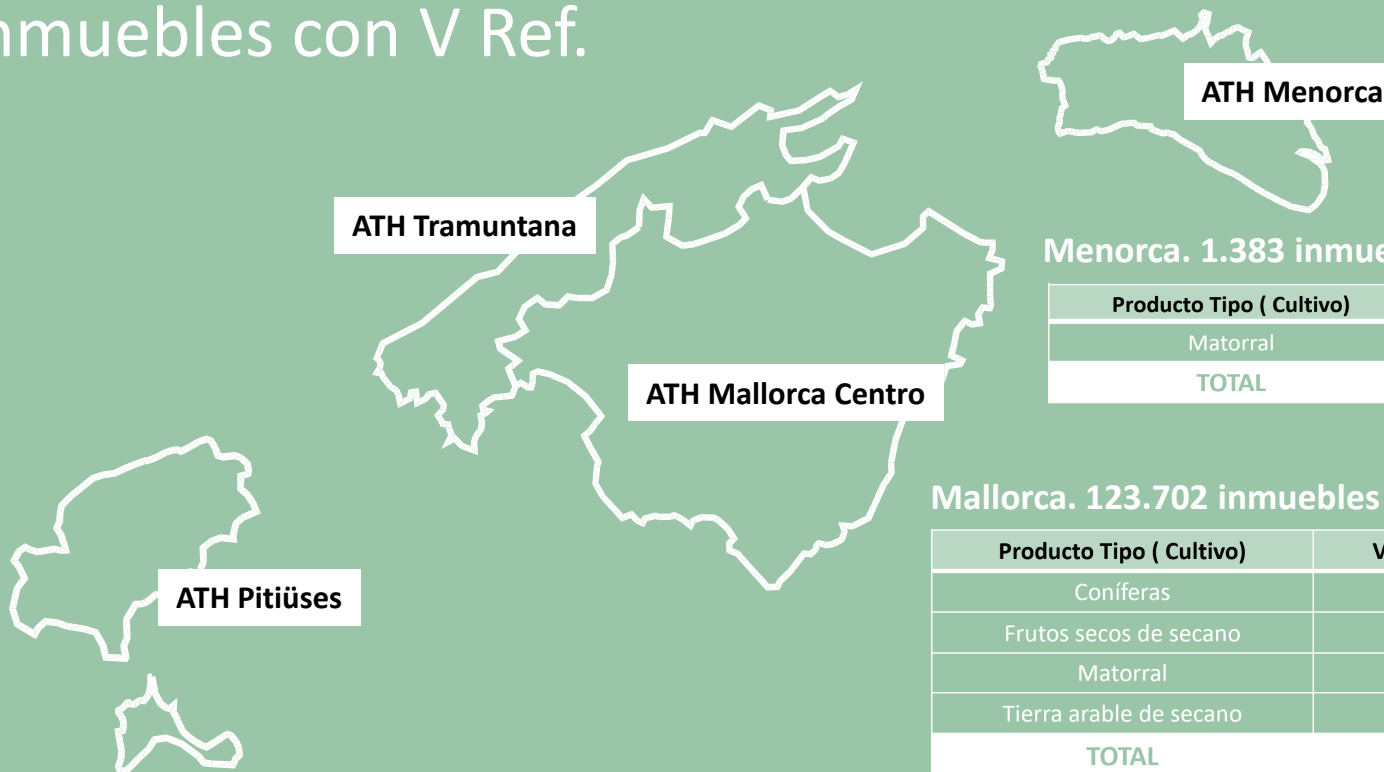 nmuebles con V Ref.
ATH Menorca
ATH Tramuntana
Menorca. 1.383 inmue
Producto Tipo ( Cultivo)
Matorral
TOTAL
ATH Mallorca Centro
Mallorca. 123.702 inmuebles
Producto Tipo ( Cultivo) V
Coníferas
Frutos secos de secano
Matorral
Tierra arable de secano
TOTAL
ATH Pitiüses